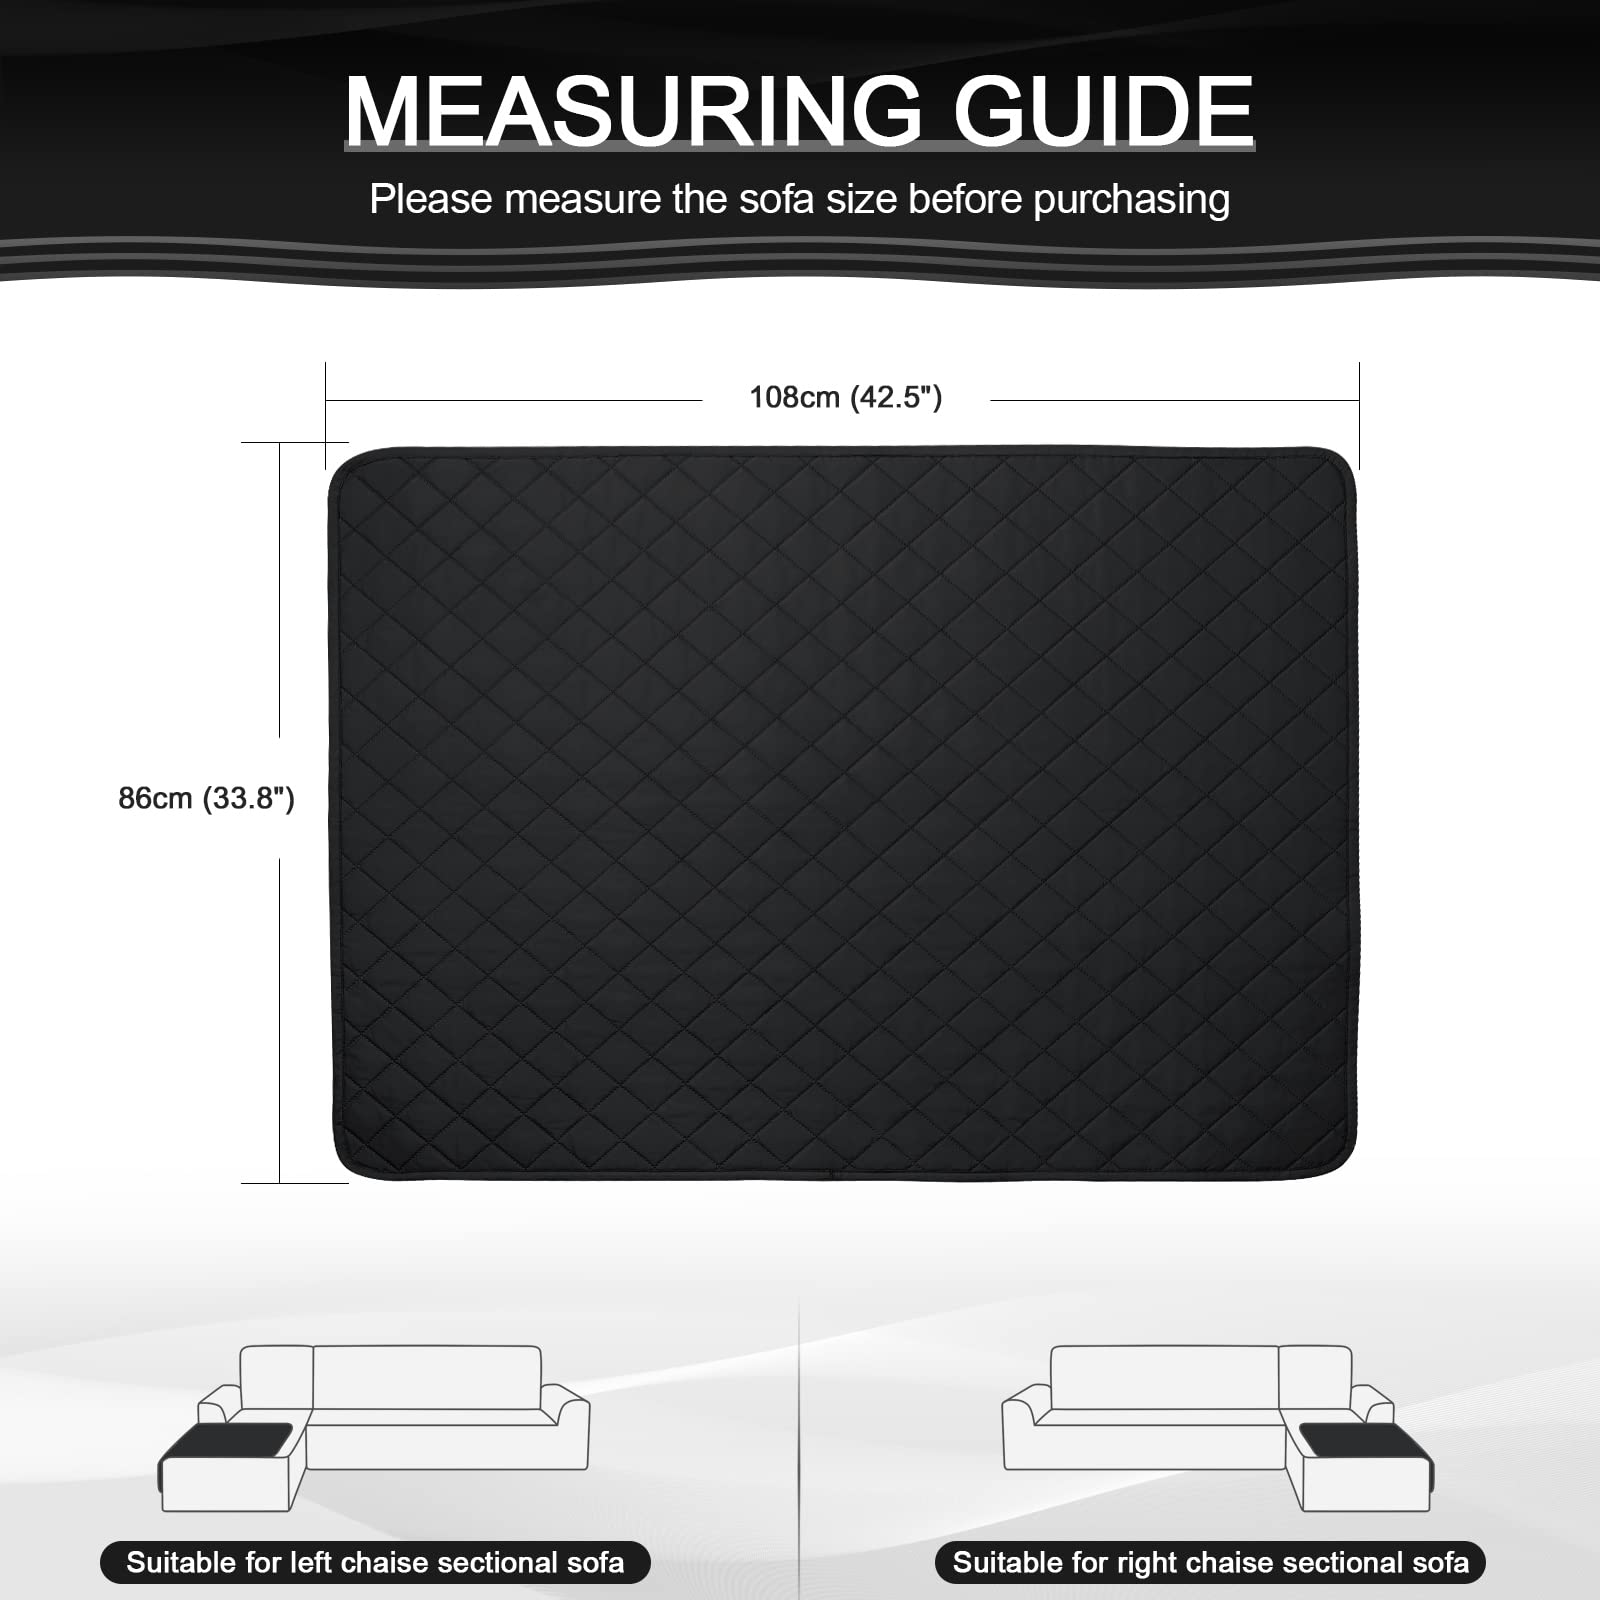 MEASURING GUIDE
Please measure the sofa size before purchasing
108cm (42.5")
86cm (33.8")
Suitable for left chaise sectional sofa
Suitable for right chaise sectional sofa